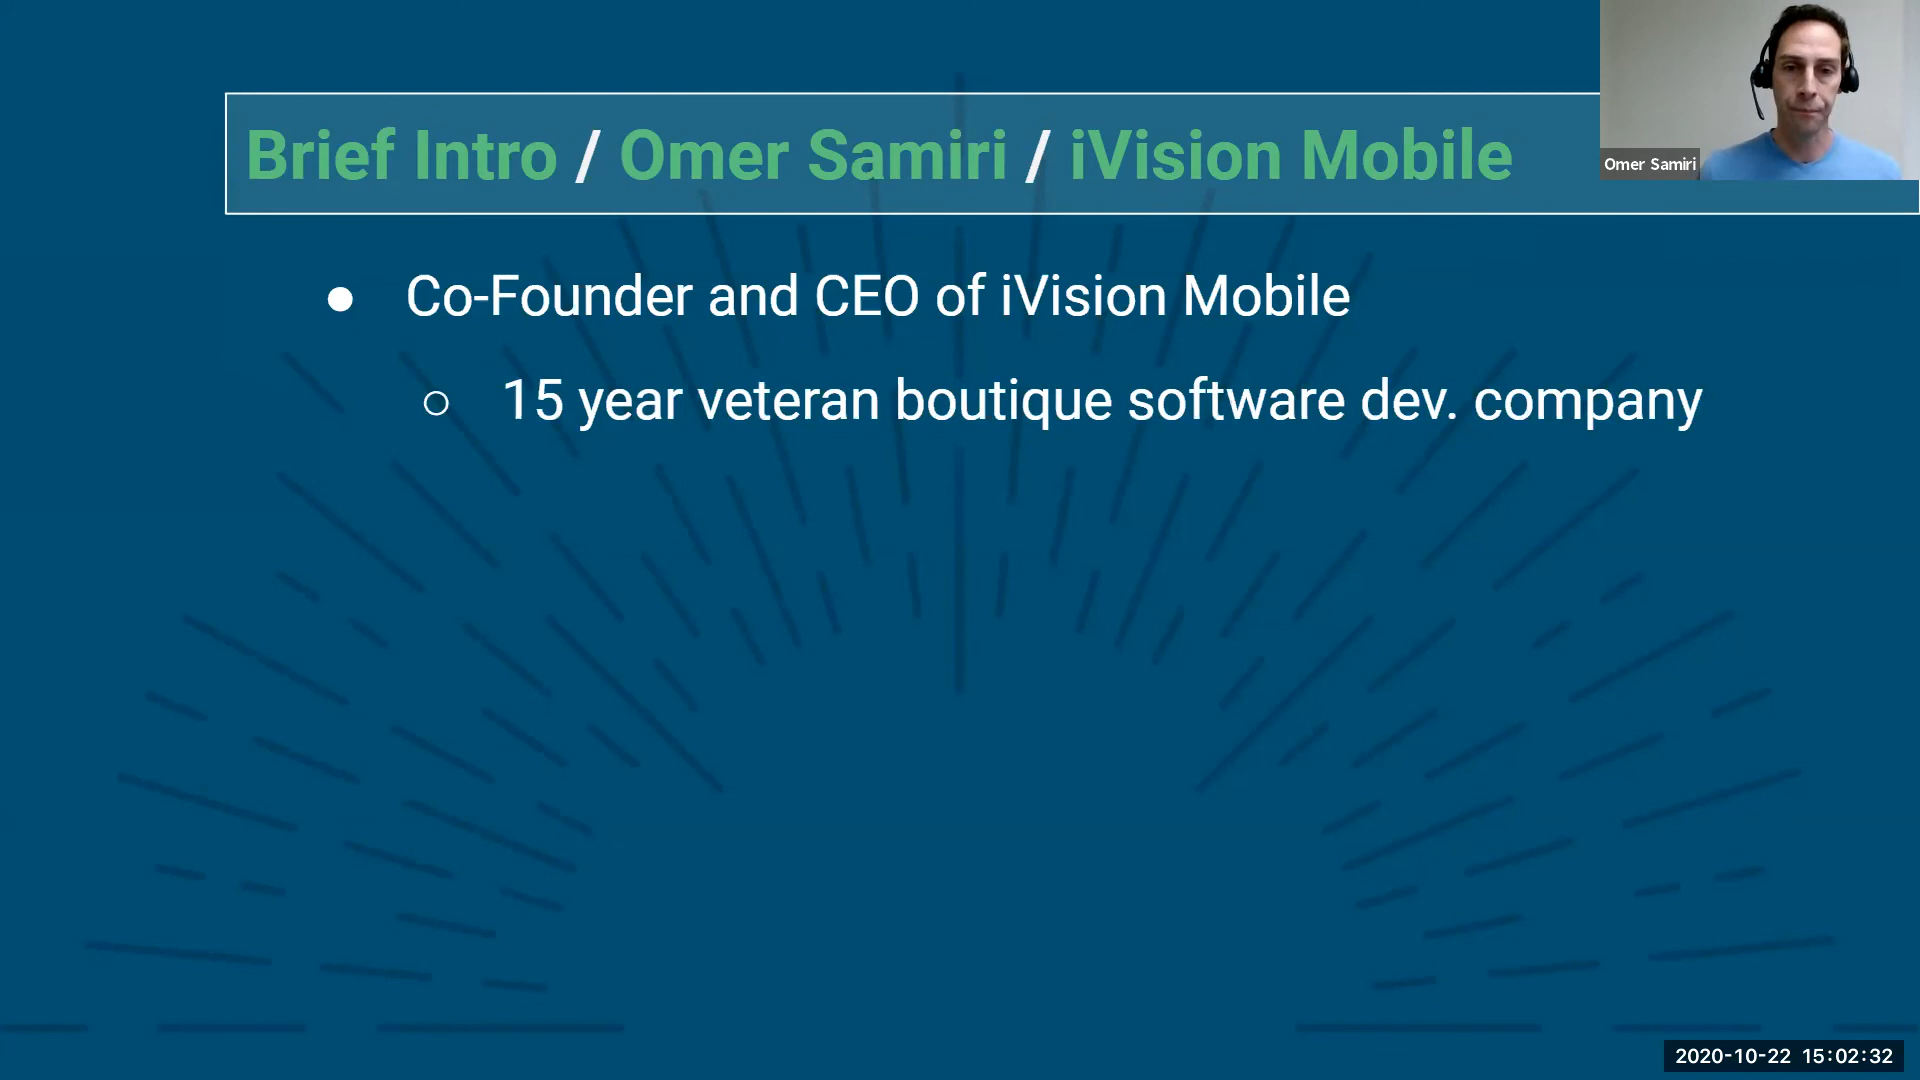 Brief Intro / Omer Samiri / iVision Mobile
Omer Samiri
● Co-Founder and CEO of iVision Mobile
○ 15 year veteran boutique software dev. company
2020-10-22 15:02:32